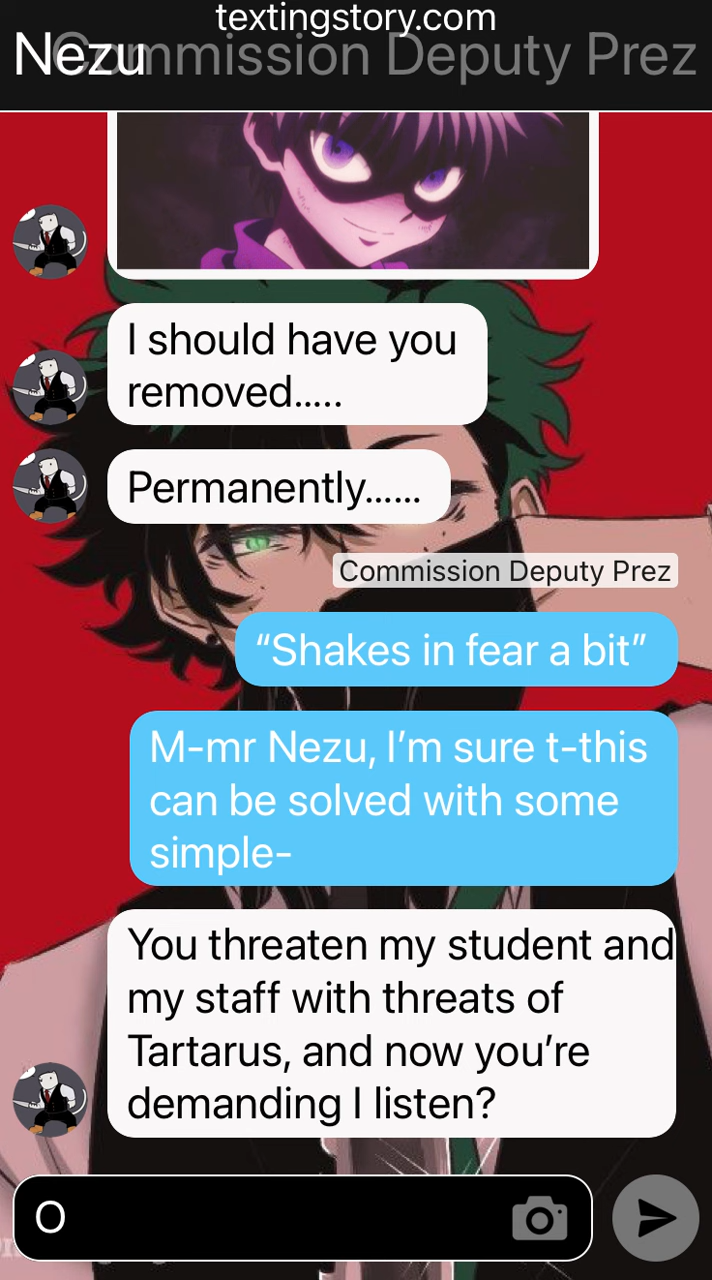 textingstory.com
Nezu
Commission Deputy Prez
I should have you
removed.....
Permanently......
Commission Deputy Prez
“Shakes in fear a bit”
M-mr Nezu, I’m sure t-this
can be solved with some
simple-
You threaten my student and
my staff with threats of
Tartarus, and now you’re
demanding I listen?
O